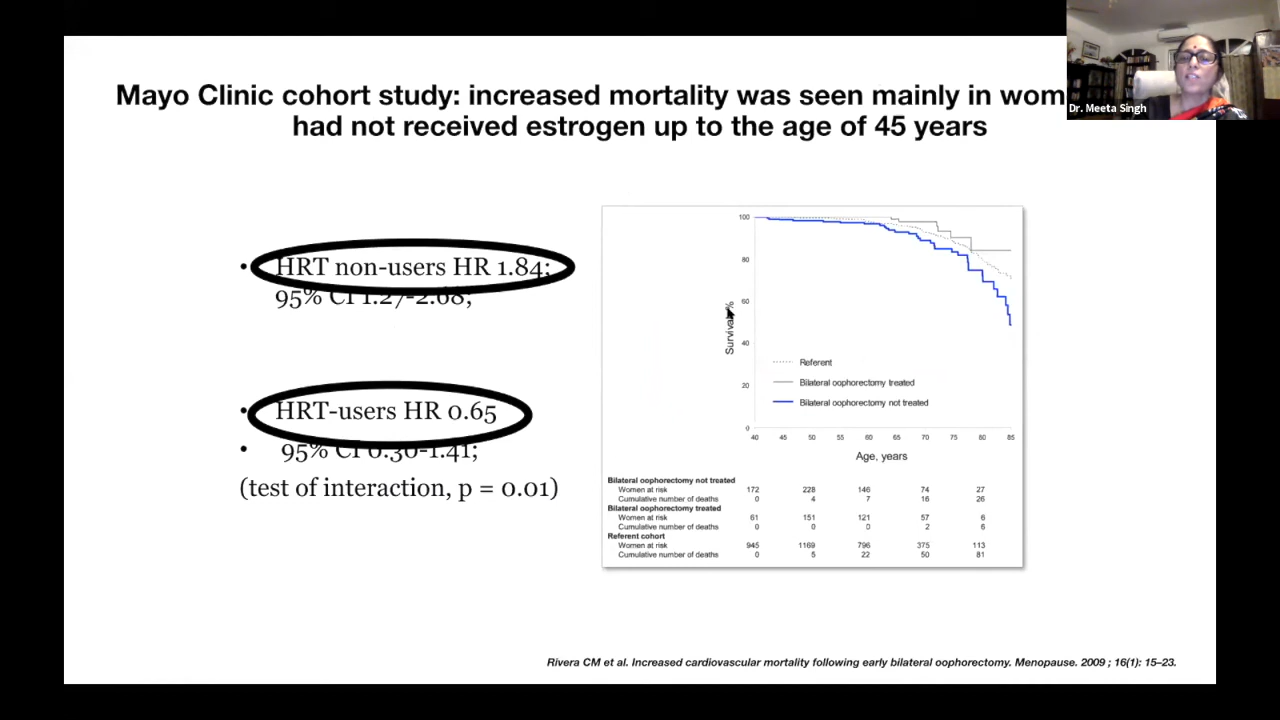 Mayo Clinic cohort study: increased mortality was seen mainly in wom
had not received estrogen up to the age of 45 years
Dr. Meeta Singh
• HRT non-users HR 1.84;
95% CI 1.27-2.68;
• HRT-users HR 0.65
• 95% CI 0.30-1.41;
(test of interaction, p = 0.01)
100
80
60
40
20
0
Survival %
Referent
Bilateral oophorectomy treated
Bilateral oophorectomy not treated
40 45 50 55 60 65 70 75 80 85
Age, years
Bilateral oophorectomy not treated
Women at risk 172 228 146 74 27
Cumulative number of deaths 0 4 7 16 26
Bilateral oophorectomy treated
Women at risk 61 151 121 57 6
Cumulative number of deaths 0 0 0 2 6
Referent cohort
Women at risk 945 1169 796 375 113
Cumulative number of deaths 0 5 22 50 81
Rivera CM et al. Increased cardiovascular mortality following early bilateral oophorectomy. Menopause. 2009 ; 16(1): 15–23.